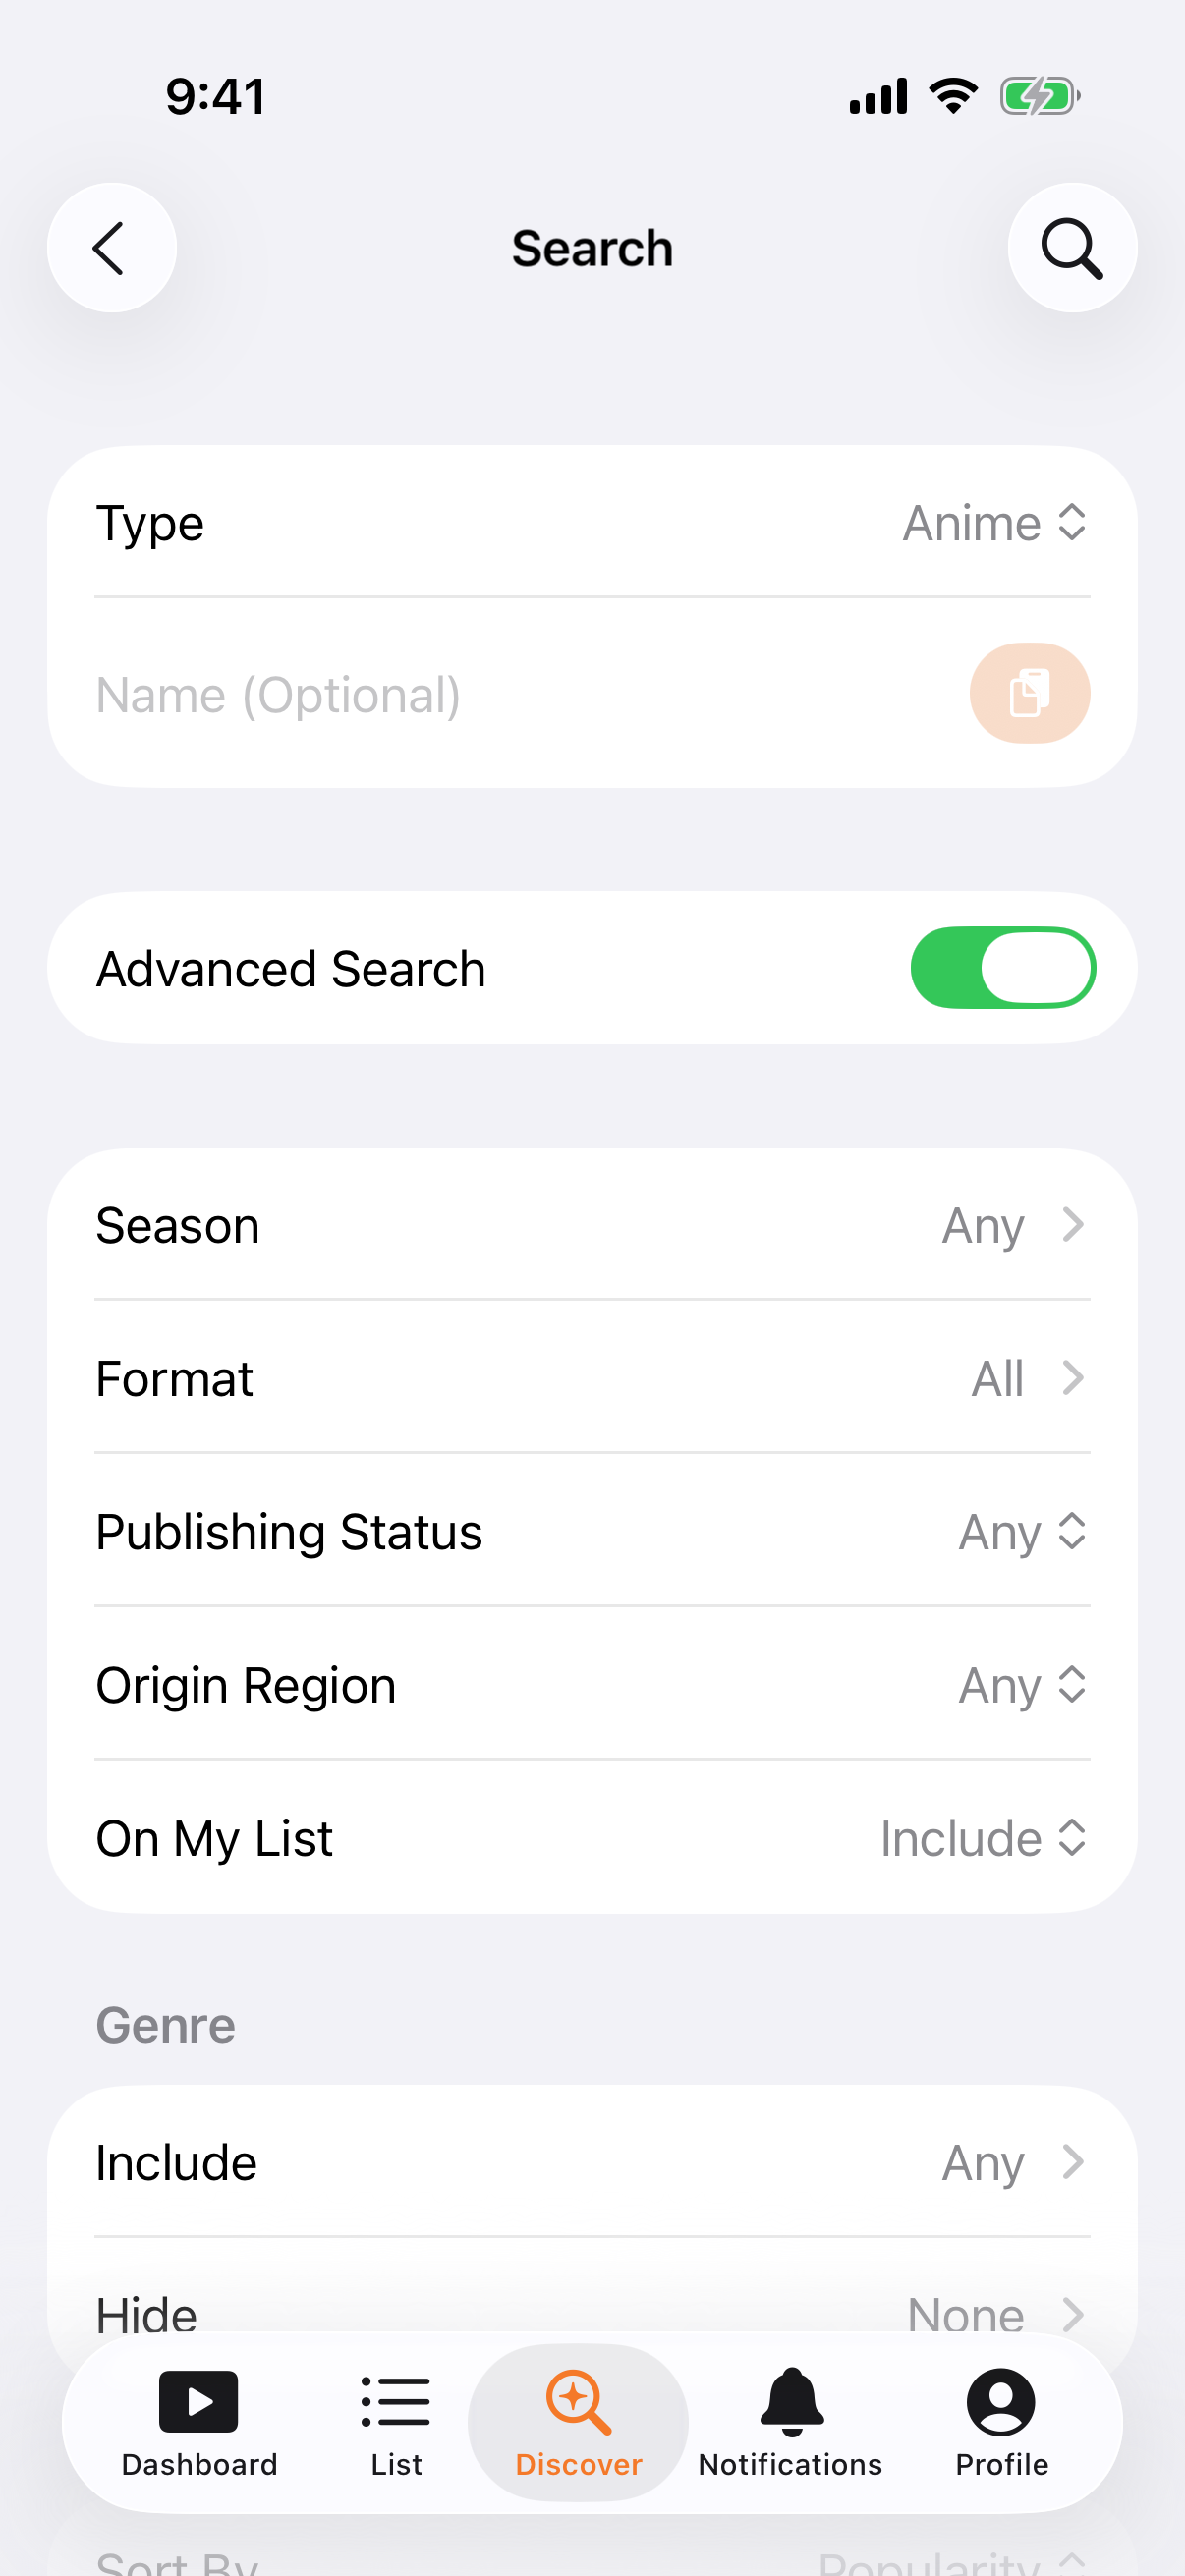 9:41
Search
Type Anime
Name (Optional)
Advanced Search
Season Any
Format All
Publishing Status Any
Origin Region Any
On My List Include
Genre
Include Any
Hide None
Dashboard List Discover Notifications Profile
Sort By Popularity